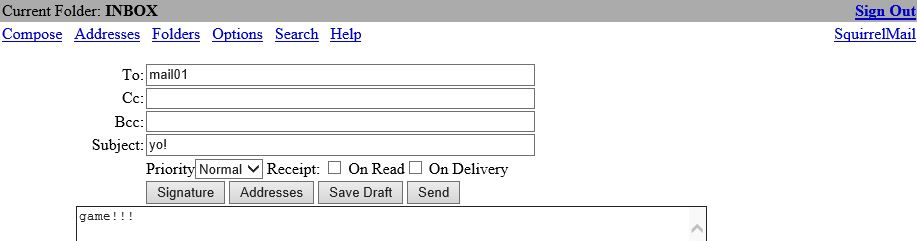 Current Folder: INBOX Sign Out
Compose Addresses Folders Options Search Help SquirrelMail
To: mail01
Cc:
Bcc:
Subject: yo!
Priority Normal Receipt: On Read On Delivery
Signature Addresses Save Draft Send
game!!!